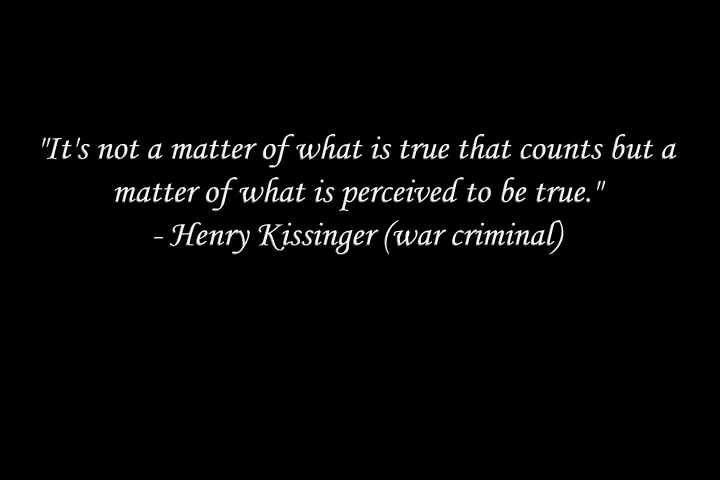 "It's not a matter of what is true that counts but a
matter of what is perceived to be true."
- Henry Kissinger (war criminal)